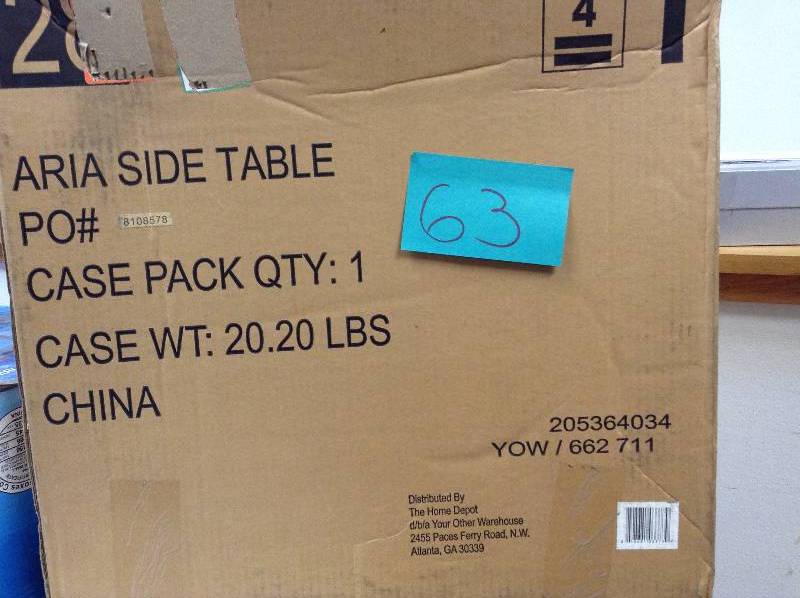 4
ARIA SIDE TABLE
63
PO# 8108578
CASE PACK QTY: 1
CASE WT: 20.20 LBS
CHINA
205364034
YOW / 662 711
Distributed By
The Home Depot
d/b/a Your Other Warehouse
2455 Paces Ferry Road, N.W.
Atlanta, GA 30339